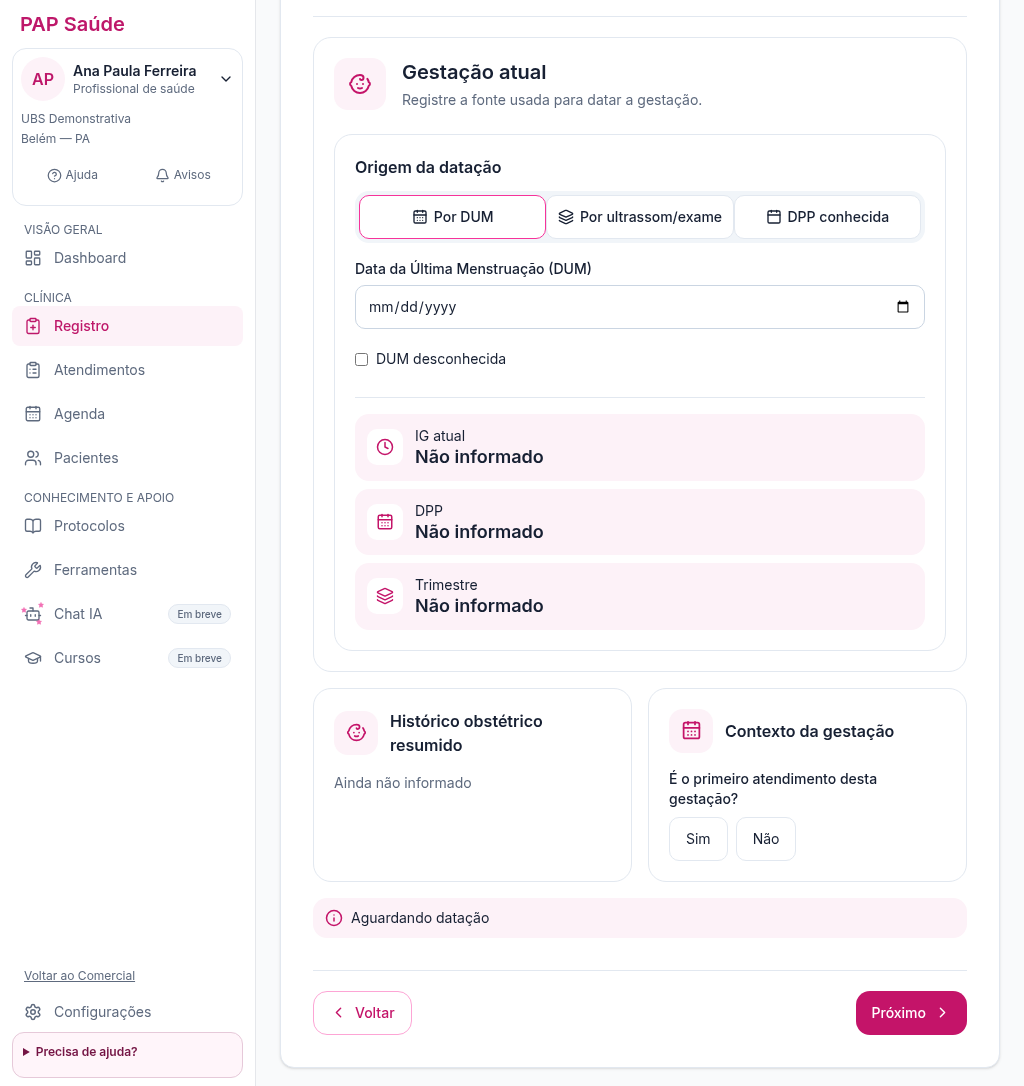 PAP Saúde
AP
Ana Paula Ferreira
Profissional de saúde
UBS Demonstrativa
Belém — PA
Ajuda
Avisos
VISÃO GERAL
Dashboard
CLÍNICA
Registro
Atendimentos
Agenda
Pacientes
CONHECIMENTO E APOIO
Protocolos
Ferramentas
Chat IA
Em breve
Cursos
Em breve
Voltar ao Comercial
Configurações
Precisa de ajuda?
Gestação atual
Registre a fonte usada para datar a gestação.
Origem da datação
Por DUM
Por ultrassom/exame
DPP conhecida
Data da Última Menstruação (DUM)
mm/dd/yyyy
DUM desconhecida
IG atual
Não informado
DPP
Não informado
Trimestre
Não informado
Histórico obstétrico
resumido
Ainda não informado
Contexto da gestação
É o primeiro atendimento desta
gestação?
Sim
Não
Aguardando datação
Voltar
Próximo